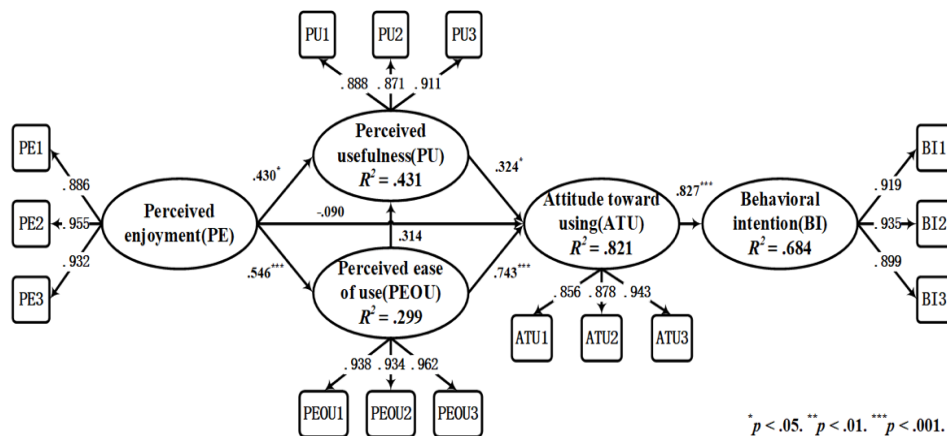 PU1
PU2
PU3
.888
.871
.911
PE1
PE2
PE3
.886
.955
.932
Perceived
enjoyment(PE)
.430*
-.090
.546***
Perceived
usefulness(PU)
R² = .431
.314
Perceived ease
of use(PEOU)
R² = .299
.938
.934
.962
PEOU1
PEOU2
PEOU3
.324*
.743***
Attitude toward
using(ATU)
R² = .821
.856
.878
.943
ATU1
ATU2
ATU3
.827***
Behavioral
intention(BI)
R² = .684
.919
.935
.899
BI1
BI2
BI3
*p < .05. **p < .01. ***p < .001.